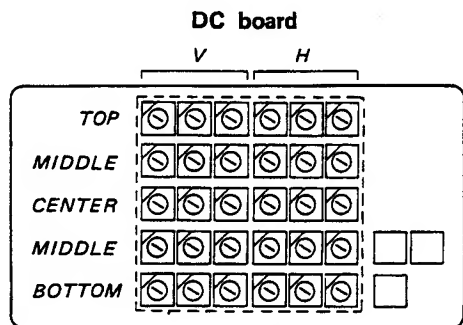 DC board
V H
TOP
MIDDLE
CENTER
MIDDLE
BOTTOM